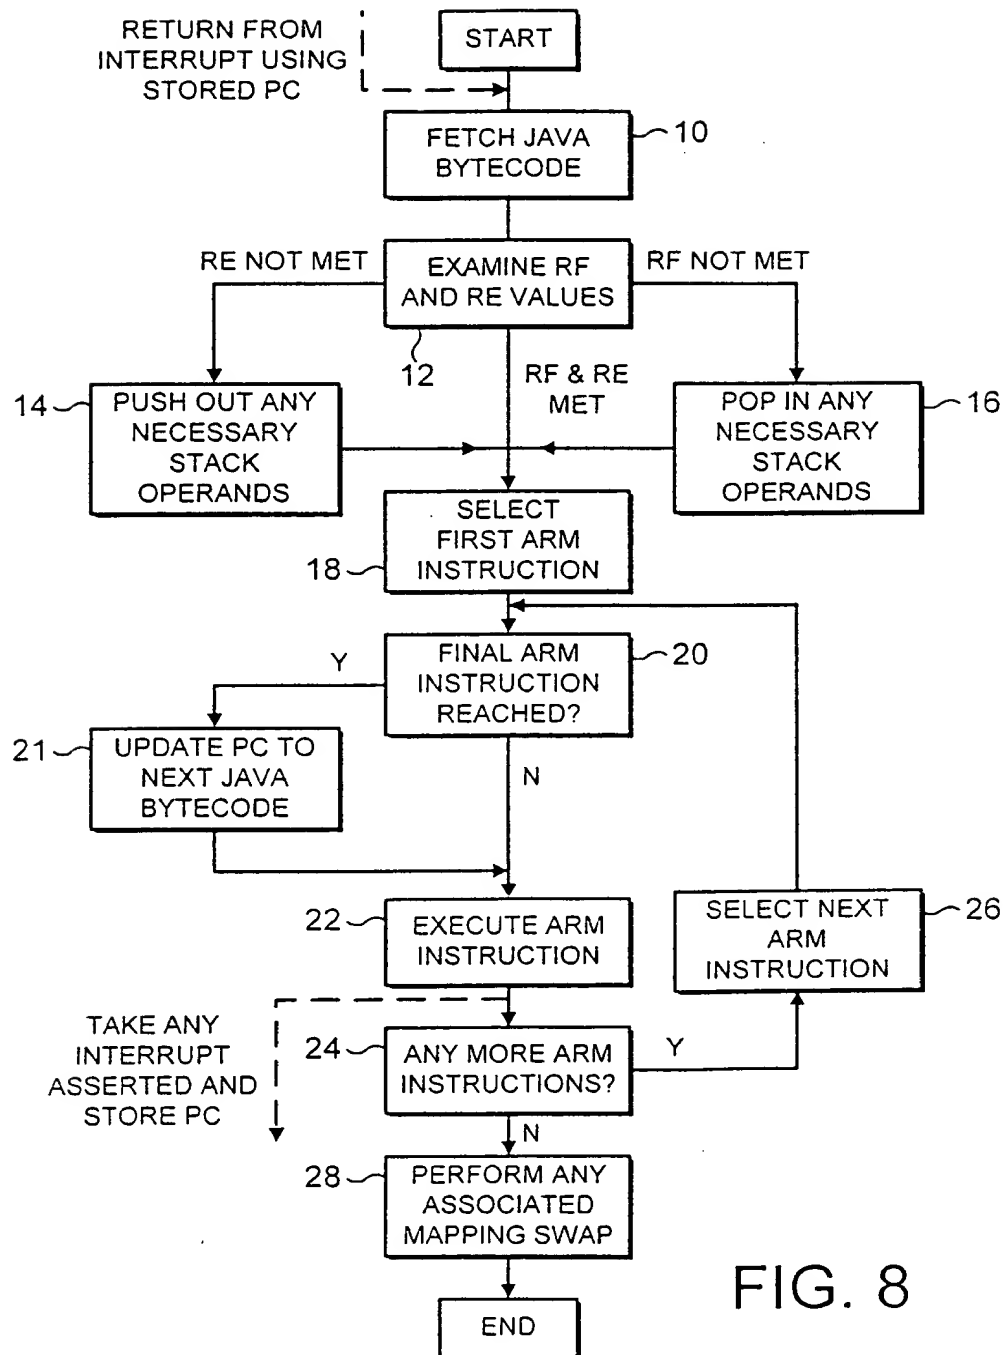 RETURN FROM
INTERRUPT USING
STORED PC
START
FETCH JAVA
BYTECODE
10
RE NOT MET
EXAMINE RF
AND RE VALUES
RF NOT MET
12
RF & RE
MET
14
PUSH OUT ANY
NECESSARY
STACK
OPERANDS
POP IN ANY
NECESSARY
STACK
OPERANDS
16
SELECT
FIRST ARM
INSTRUCTION
18
Y
FINAL ARM
INSTRUCTION
REACHED?
20
21
UPDATE PC TO
NEXT JAVA
BYTECODE
N
22
EXECUTE ARM
INSTRUCTION
SELECT NEXT
ARM
INSTRUCTION
26
TAKE ANY
INTERRUPT
ASSERTED AND
STORE PC
24
ANY MORE ARM
INSTRUCTIONS?
Y
N
28
PERFORM ANY
ASSOCIATED
MAPPING SWAP
END
FIG. 8